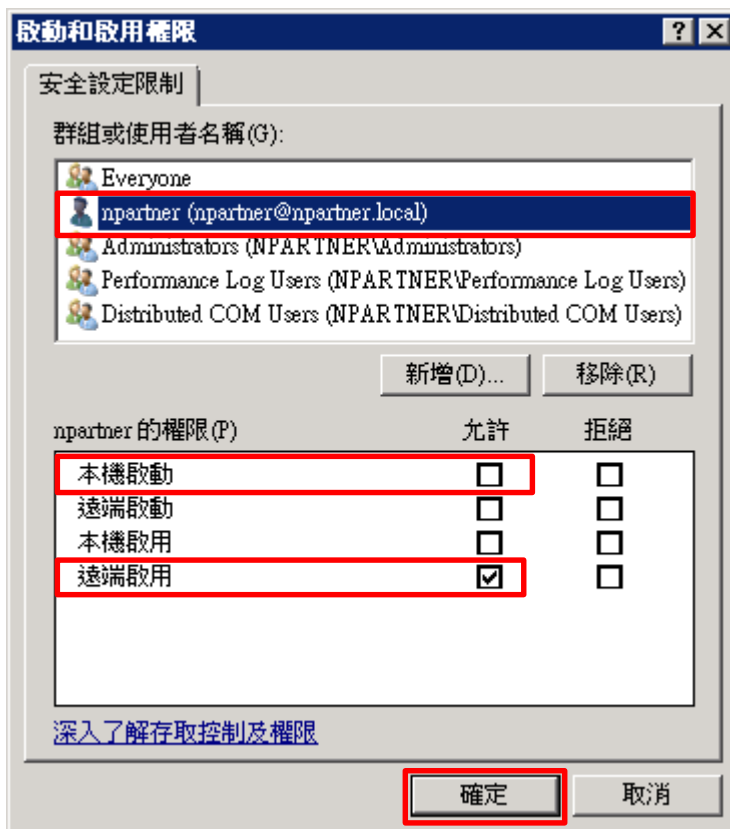 啟動和啟用權限
安全設定限制
群組或使用者名稱(G):
Everyone
npartner (npartner@npartner.local)
Administrators (NPARTNER\Administrators)
Performance Log Users (NPARTNER\Performance Log Users)
Distributed COM Users (NPARTNER\Distributed COM Users)
新增(D)... 移除(R)
npartner 的權限(P) 允許 拒絕
本機啟動
遠端啟動
本機啟用
遠端啟用
深入了解存取控制及權限
確定 取消